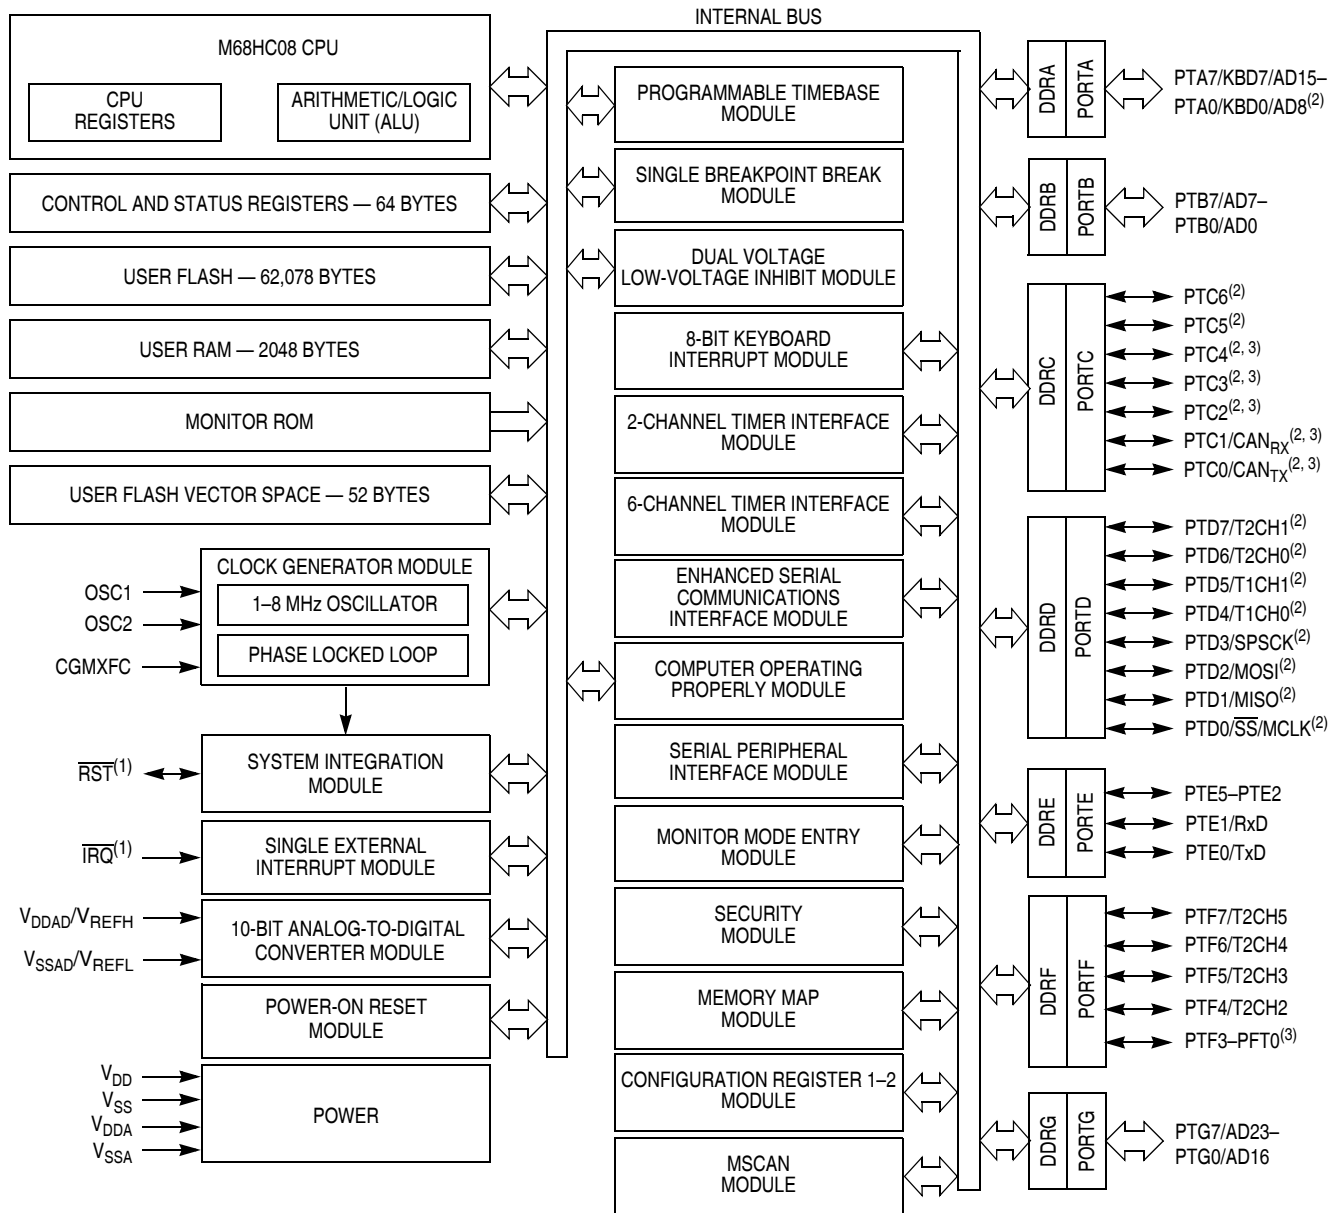 INTERNAL BUS
M68HC08 CPU
CPU
REGISTERS
ARITHMETIC/LOGIC
UNIT (ALU)
CONTROL AND STATUS REGISTERS — 64 BYTES
USER FLASH — 62,078 BYTES
USER RAM — 2048 BYTES
MONITOR ROM
USER FLASH VECTOR SPACE — 52 BYTES
CLOCK GENERATOR MODULE
1–8 MHz OSCILLATOR
PHASE LOCKED LOOP
OSC1
OSC2
CGMXFC
SYSTEM INTEGRATION
MODULE
RST(1)
SINGLE EXTERNAL
INTERRUPT MODULE
IRQ(1)
10-BIT ANALOG-TO-DIGITAL
CONVERTER MODULE
VDDAD/VREFH
VSSAD/VREFL
POWER-ON RESET
MODULE
POWER
VDD
VSS
VDDA
VSSA
PROGRAMMABLE TIMEBASE
MODULE
SINGLE BREAKPOINT BREAK
MODULE
DUAL VOLTAGE
LOW-VOLTAGE INHIBIT MODULE
8-BIT KEYBOARD
INTERRUPT MODULE
2-CHANNEL TIMER INTERFACE
MODULE
6-CHANNEL TIMER INTERFACE
MODULE
ENHANCED SERIAL
COMMUNICATIONS
INTERFACE MODULE
COMPUTER OPERATING
PROPERLY MODULE
SERIAL PERIPHERAL
INTERFACE MODULE
MONITOR MODE ENTRY
MODULE
SECURITY
MODULE
MEMORY MAP
MODULE
CONFIGURATION REGISTER 1–2
MODULE
MSCAN
MODULE
DDRA
PORTA
PTA7/KBD7/AD15–
PTA0/KBD0/AD8(2)
DDRB
PORTB
PTB7/AD7–
PTB0/AD0
DDRC
PORTC
PTC6(2)
PTC5(2)
PTC4(2, 3)
PTC3(2, 3)
PTC2(2, 3)
PTC1/CANRX(2, 3)
PTC0/CANTX(2, 3)
DDRD
PORTD
PTD7/T2CH1(2)
PTD6/T2CH0(2)
PTD5/T1CH1(2)
PTD4/T1CH0(2)
PTD3/SPSCK(2)
PTD2/MOSI(2)
PTD1/MISO(2)
PTD0/SS/MCLK(2)
DDRE
PORTE
PTE5–PTE2
PTE1/RxD
PTE0/TxD
DDRF
PORTF
PTF7/T2CH5
PTF6/T2CH4
PTF5/T2CH3
PTF4/T2CH2
PTF3–PFT0(3)
DDRG
PORTG
PTG7/AD23–
PTG0/AD16